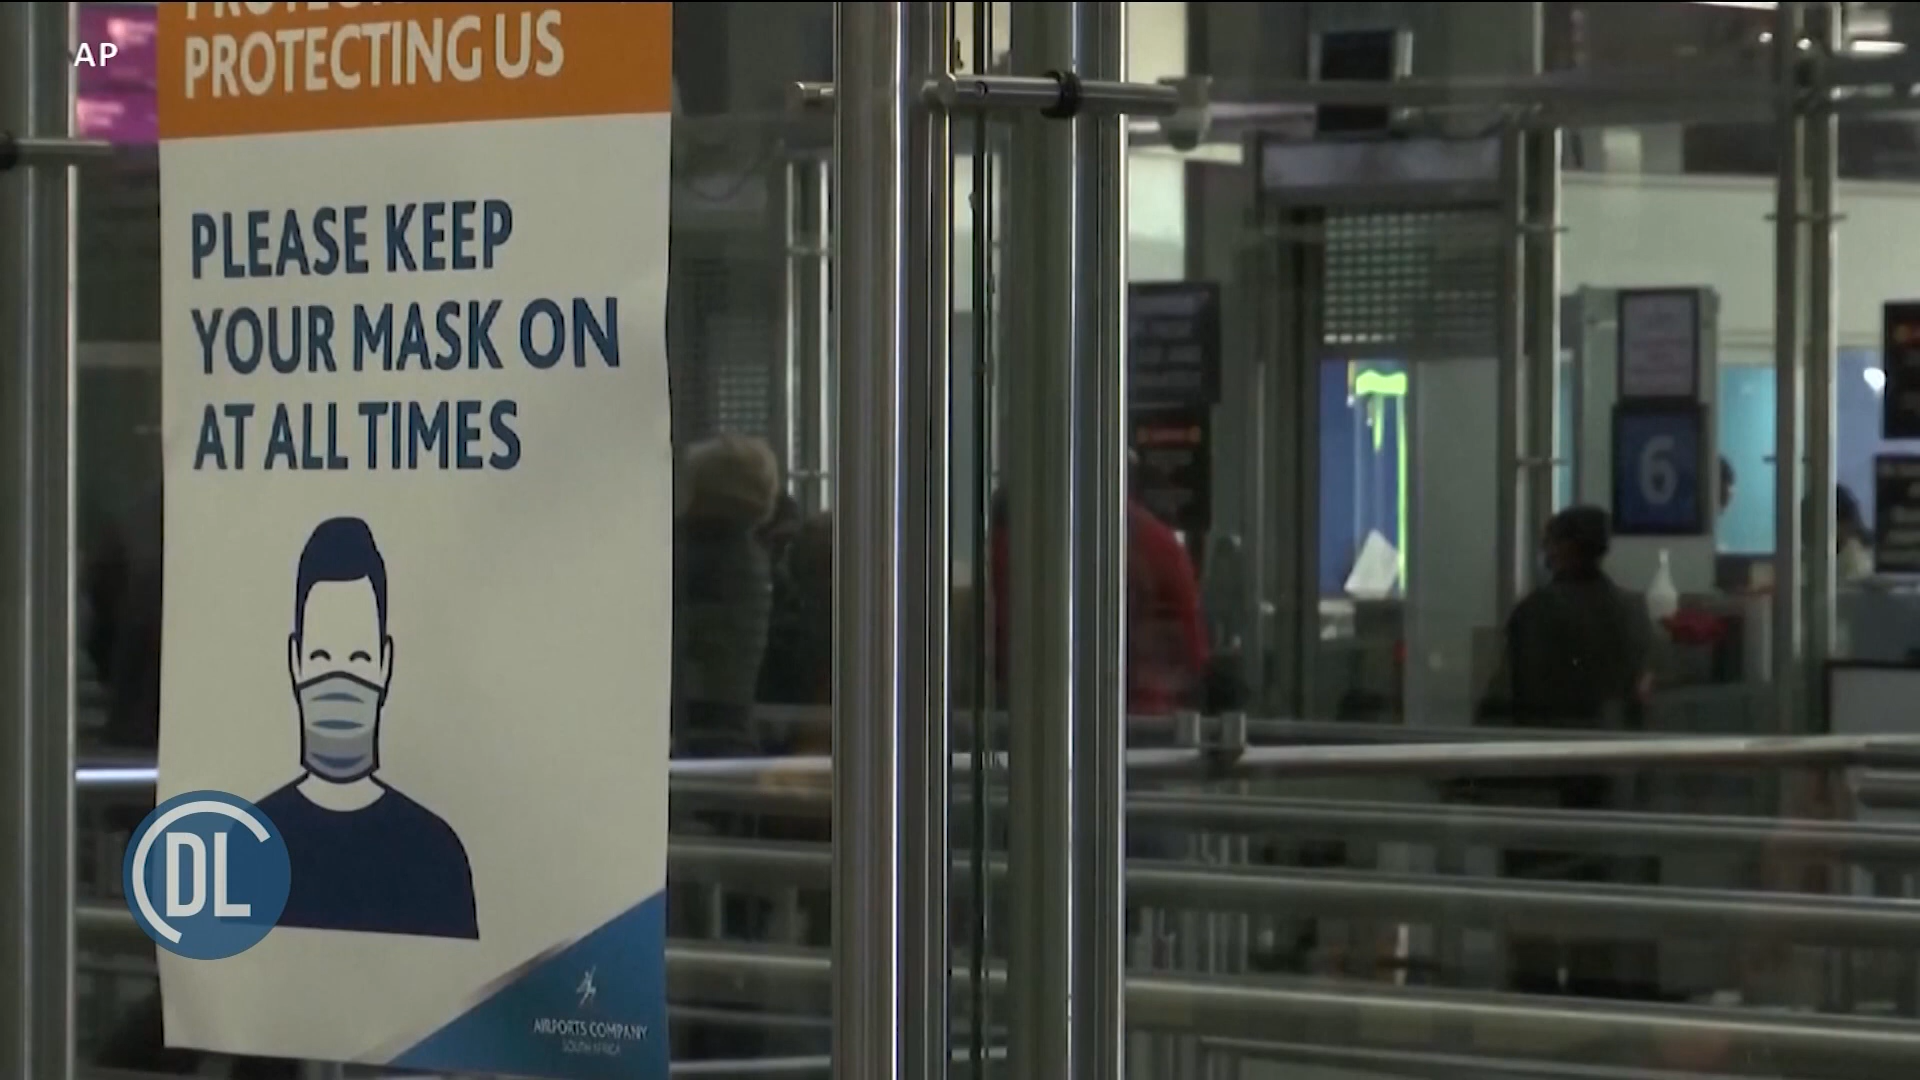 AP
PROTECTING US
PLEASE KEEP
YOUR MASK ON
AT ALL TIMES
6
DL
AIRPORTS COMPANY
SOUTH AFRICA